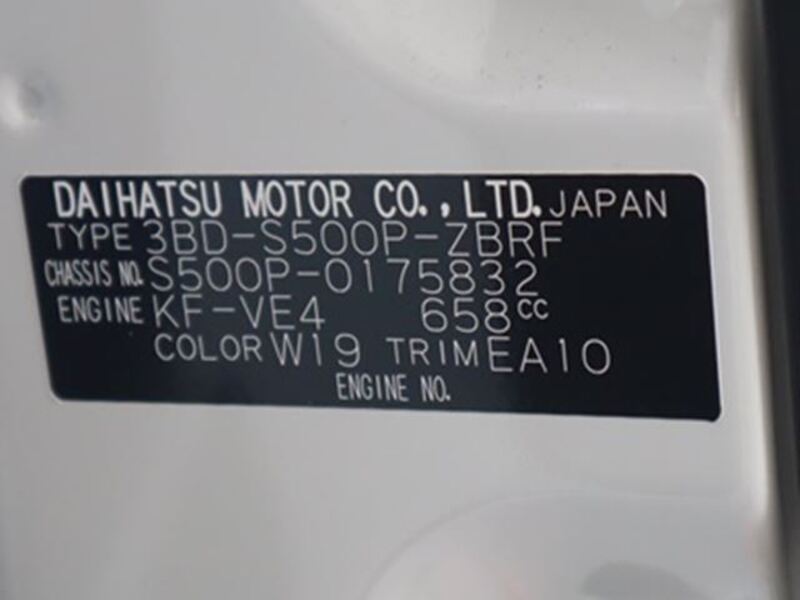 DAIHATSU MOTOR CO., LTD. JAPAN
TYPE 3BD-S500P-ZBRF
CHASSIS NO. S500P-0175832
ENGINE KF-VE4 658cc
COLOR W19 TRIM EA10
ENGINE NO.